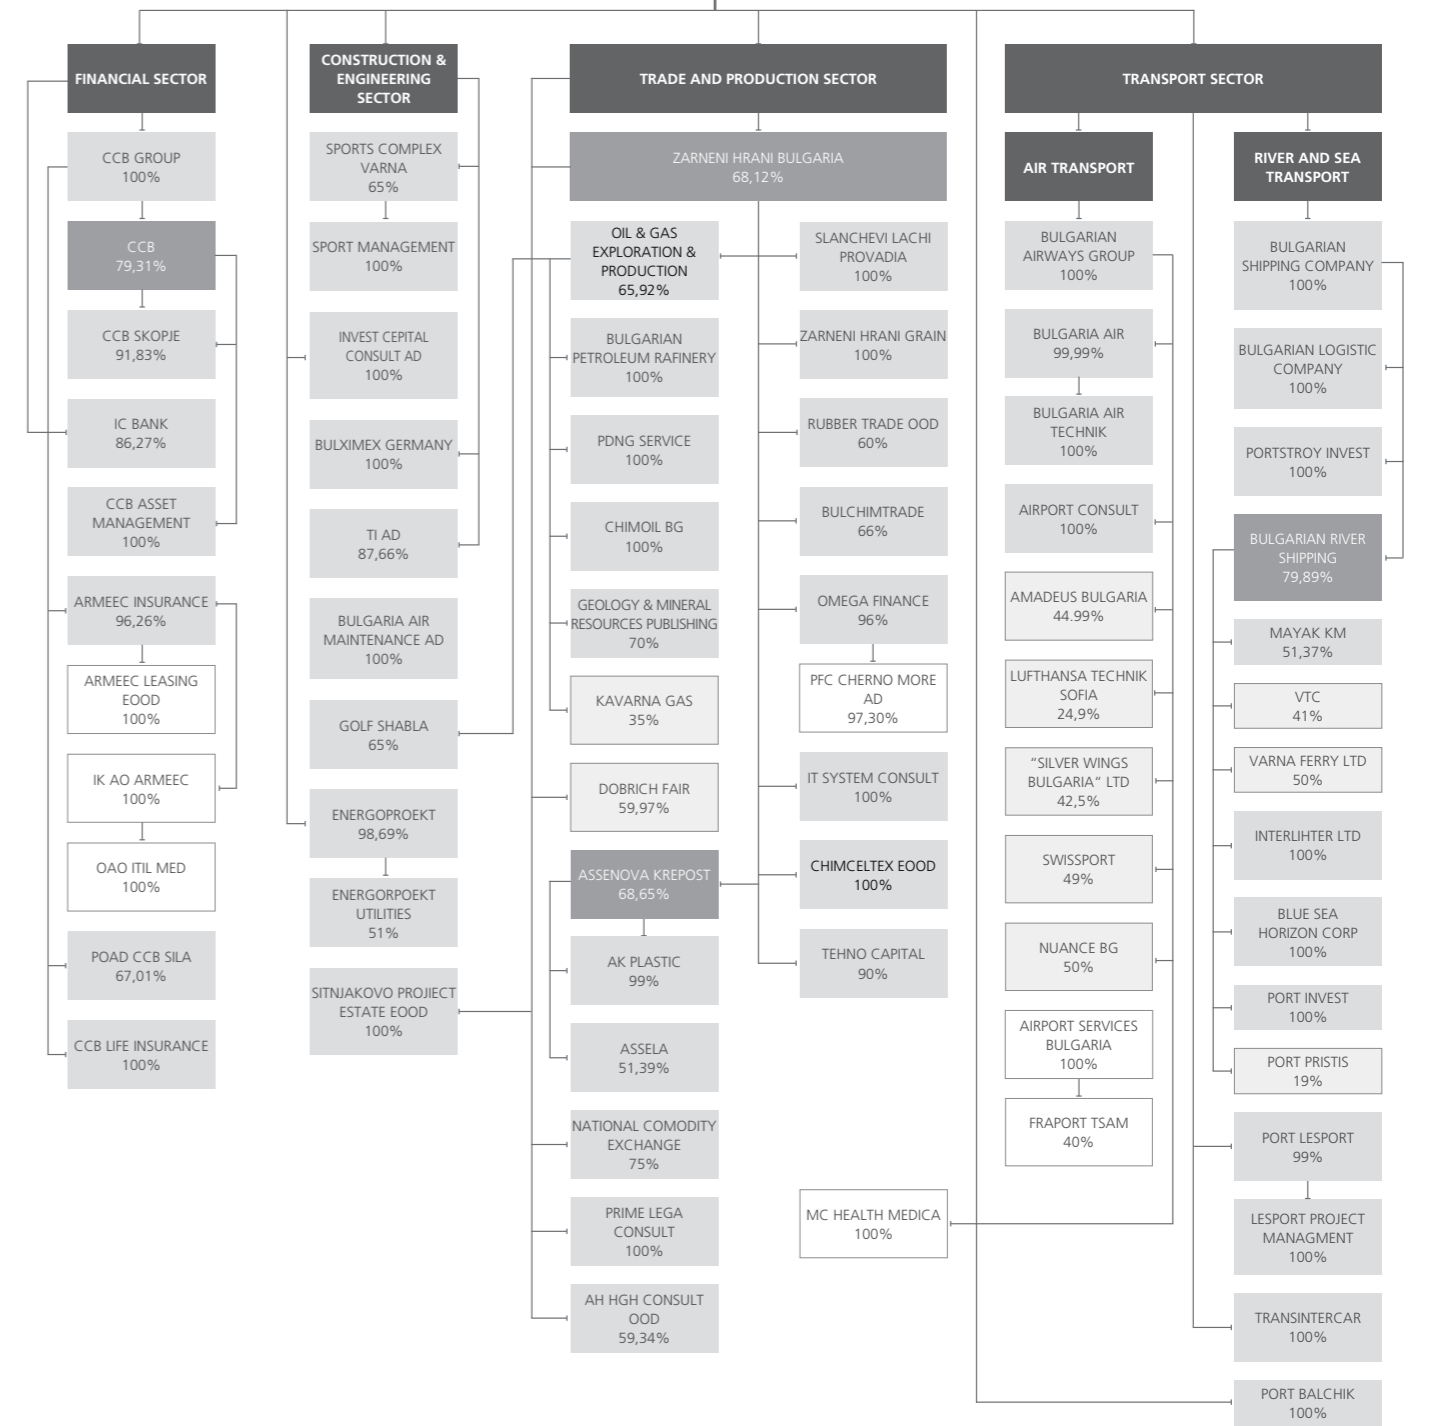 FINANCIAL SECTOR
CCB GROUP
100%
CCB
79,31%
CCB SKOPJE
91,83%
IC BANK
86,27%
CCB ASSET
MANAGEMENT
100%
ARMEEC INSURANCE
96,26%
ARMEEC LEASING
EOOD
100%
IK AO ARMEEC
100%
OAO ITIL MED
100%
POAD CCB SILA
67,01%
CCB LIFE INSURANCE
100%
CONSTRUCTION &
ENGINEERING
SECTOR
SPORTS COMPLEX
VARNA
65%
SPORT MANAGEMENT
100%
INVEST CEPITAL
CONSULT AD
100%
BULXIMEX GERMANY
100%
TI AD
87,66%
BULGARIA AIR
MAINTENANCE AD
100%
GOLF SHABLA
65%
ENERGOPROEKT
98,69%
ENERGORPOEKT
UTILITIES
51%
SITNJAKOVO PROJIECT
ESTATE EOOD
100%
TRADE AND PRODUCTION SECTOR
ZARNENI HRANI BULGARIA
68,12%
OIL & GAS
EXPLORATION &
PRODUCTION
65,92%
BULGARIAN
PETROLEUM RAFINERY
100%
PDNG SERVICE
100%
CHIMOIL BG
100%
GEOLOGY & MINERAL
RESOURCES PUBLISHING
70%
KAVARNA GAS
35%
DOBRICH FAIR
59,97%
ASSENOVA KREPOST
68,65%
AK PLASTIC
99%
ASSELA
51,39%
NATIONAL COMODITY
EXCHANGE
75%
PRIME LEGA
CONSULT
100%
AH HGH CONSULT
OOD
59,34%
SLANCHEVI LACHI
PROVADIA
100%
ZARNENI HRANI GRAIN
100%
RUBBER TRADE OOD
60%
BULCHIMTRADE
66%
OMEGA FINANCE
96%
PFC CHERNO MORE
AD
97,30%
IT SYSTEM CONSULT
100%
CHIMCELTEX EOOD
100%
TEHNO CAPITAL
90%
MC HEALTH MEDICA
100%
TRANSPORT SECTOR
AIR TRANSPORT
BULGARIAN
AIRWAYS GROUP
100%
BULGARIA AIR
99,99%
BULGARIA AIR
TECHNIK
100%
AIRPORT CONSULT
100%
AMADEUS BULGARIA
44.99%
LUFTHANSA TECHNIK
SOFIA
24,9%
“SILVER WINGS
BULGARIA“ LTD
42,5%
SWISSPORT
49%
NUANCE BG
50%
AIRPORT SERVICES
BULGARIA
100%
FRAPORT TSAM
40%
RIVER AND SEA
TRANSPORT
BULGARIAN
SHIPPING COMPANY
100%
BULGARIAN LOGISTIC
COMPANY
100%
PORTSTROY INVEST
100%
BULGARIAN RIVER
SHIPPING
79,89%
MAYAK KM
51,37%
VTC
41%
VARNA FERRY LTD
50%
INTERLIHTER LTD
100%
BLUE SEA
HORIZON CORP
100%
PORT INVEST
100%
PORT PRISTIS
19%
PORT LESPORT
99%
LESPORT PROJECT
MANAGMENT
100%
TRANSINTERCAR
100%
PORT BALCHIK
100%